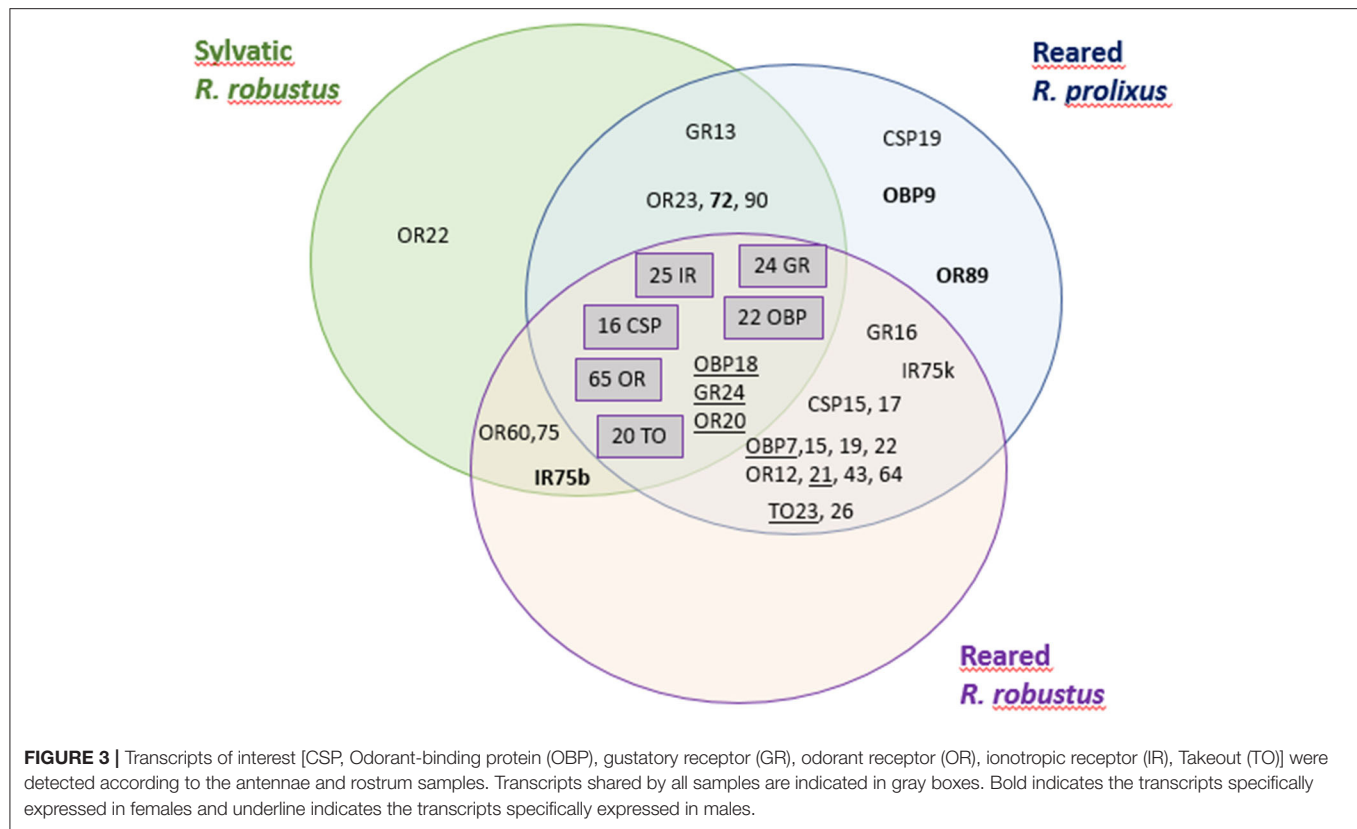 Sylvatic
R. robustus
Reared
R. prolixus
GR13
CSP19
OBP9
OR23, 72, 90
OR22
OR89
25 IR
24 GR
16 CSP
22 OBP
GR16
IR75k
65 OR
OBP18
GR24
OR20
CSP15, 17
OR60,75
20 TO
OBP7,15, 19, 22
IR75b
OR12, 21, 43, 64
TO23, 26
Reared
R. robustus
FIGURE 3 | Transcripts of interest [CSP, Odorant-binding protein (OBP), gustatory receptor (GR), odorant receptor (OR), ionotropic receptor (IR), Takeout (TO)] were
detected according to the antennae and rostrum samples. Transcripts shared by all samples are indicated in gray boxes. Bold indicates the transcripts specifically
expressed in females and underline indicates the transcripts specifically expressed in males.